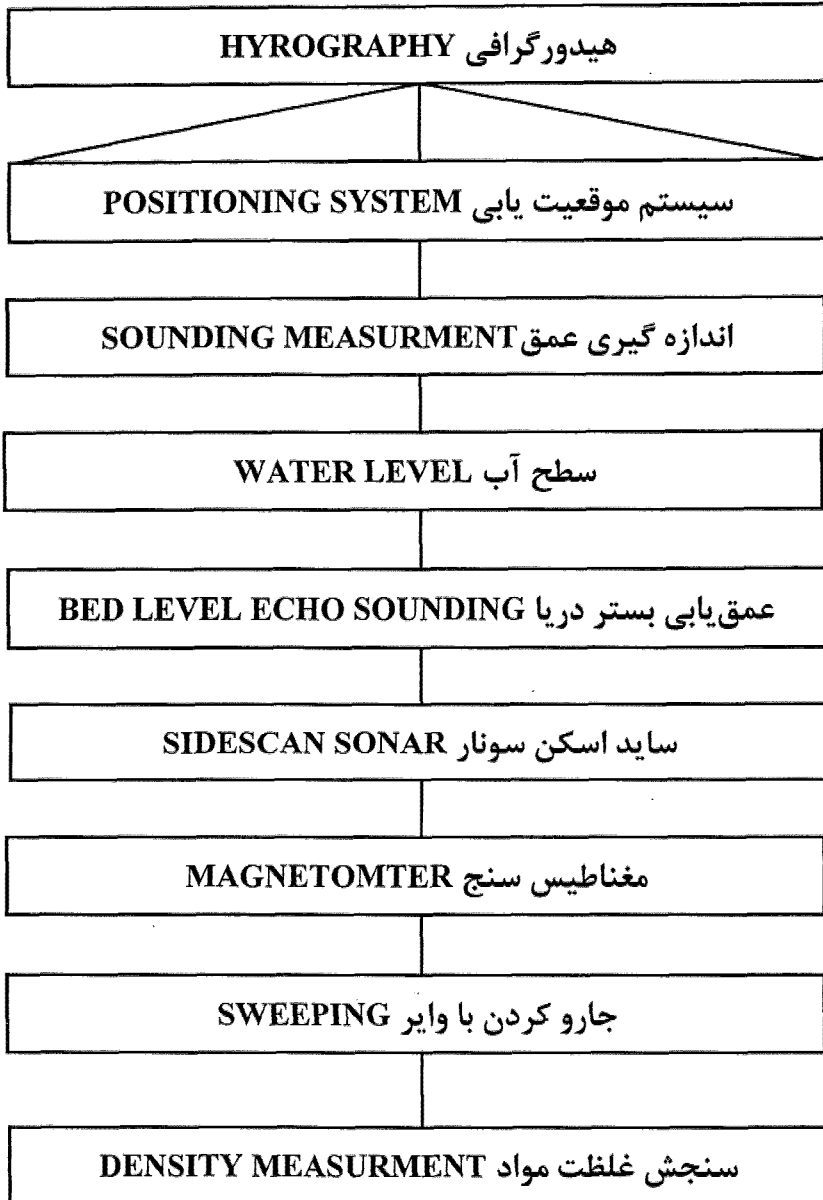 هیدورگرافی HYROGRAPHY
سیستم موقعیت یابی POSITIONING SYSTEM
اندازه گیری عمق SOUNDING MEASURMENT
سطح آب WATER LEVEL
عمق‌یابی بستر دریا BED LEVEL ECHO SOUNDING
ساید اسکن سونار SIDESCAN SONAR
مغناطیس سنج MAGNETOMTER
جارو کردن با وایر SWEEPING
سنجش غلظت مواد DENSITY MEASURMENT